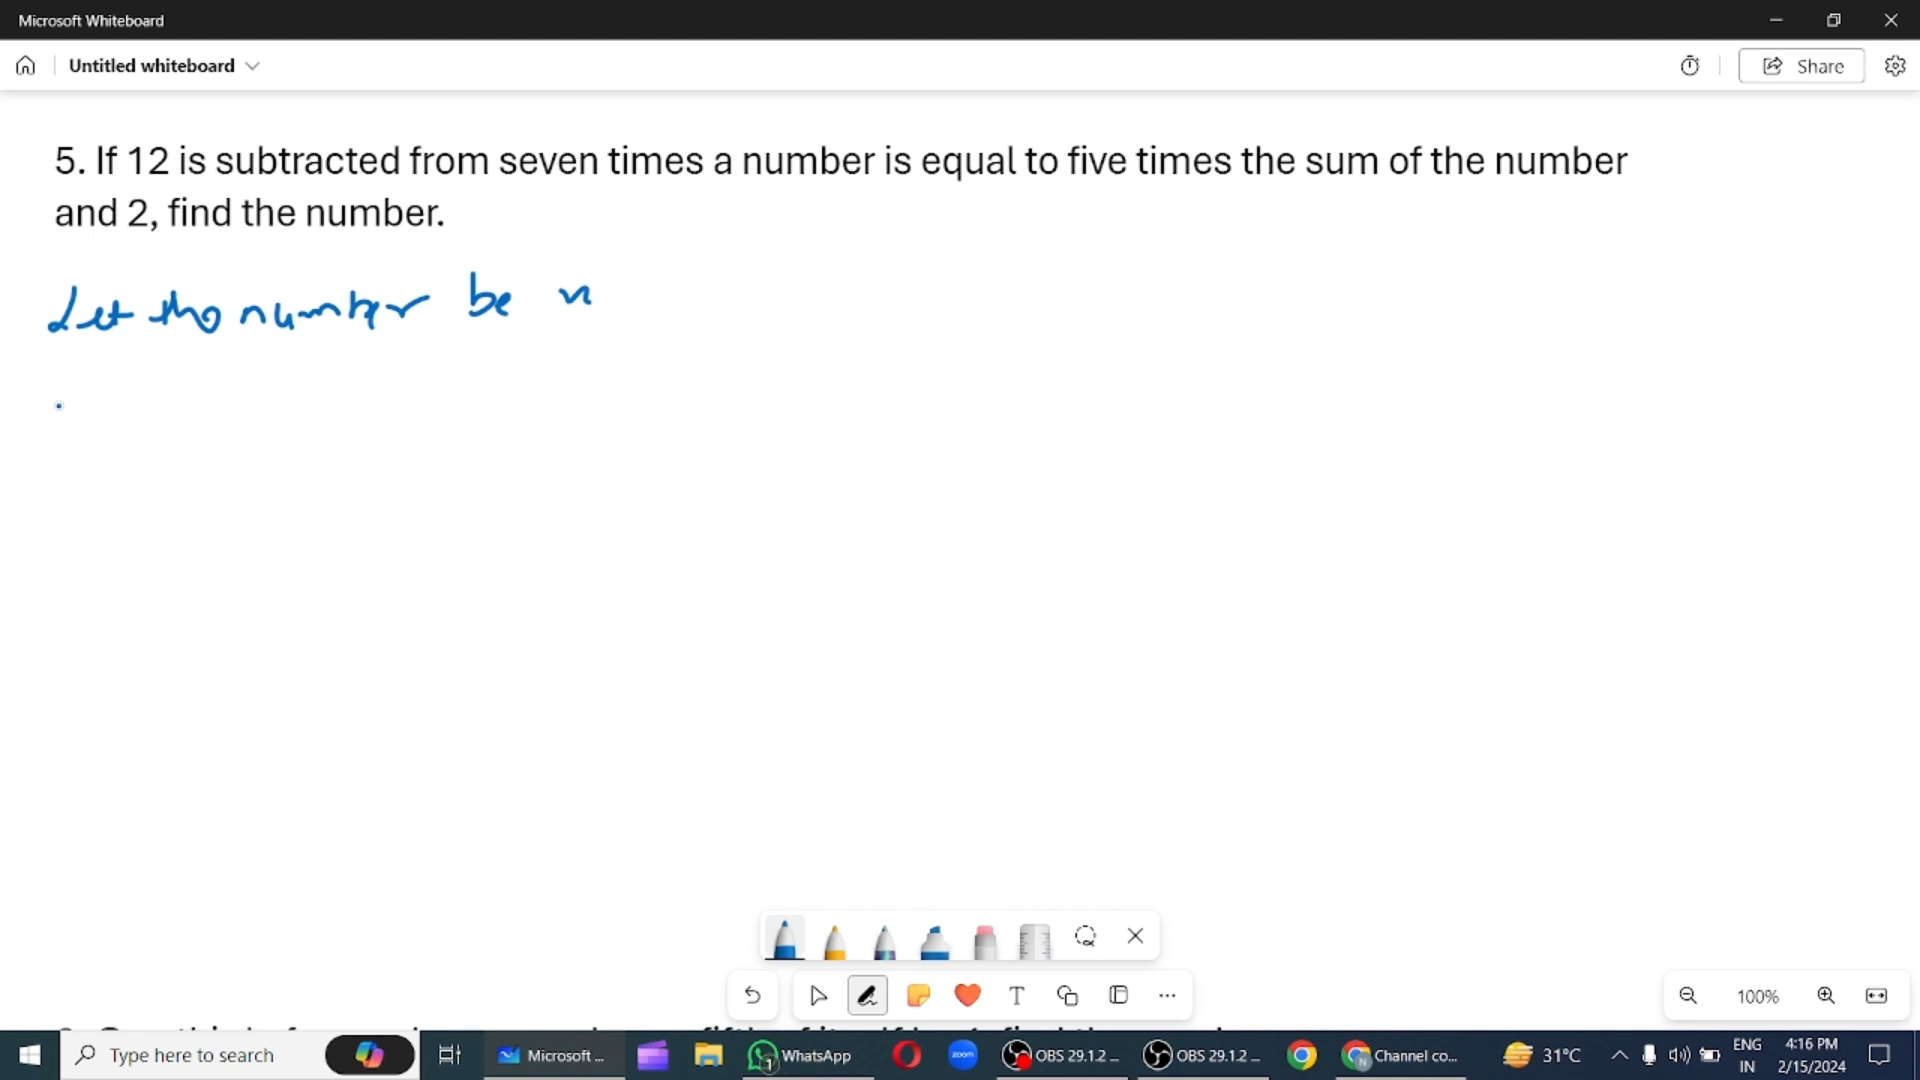 Microsoft Whiteboard
Untitled whiteboard
Share
5. If 12 is subtracted from seven times a number is equal to five times the sum of the number
and 2, find the number.
Let the number be x
100%
Type here to search
Microsoft ...
WhatsApp
1
zoom
OBS 29.1.2 ...
OBS 29.1.2 ...
N
Channel co...
31°C
ENG
IN
4:16 PM
2/15/2024